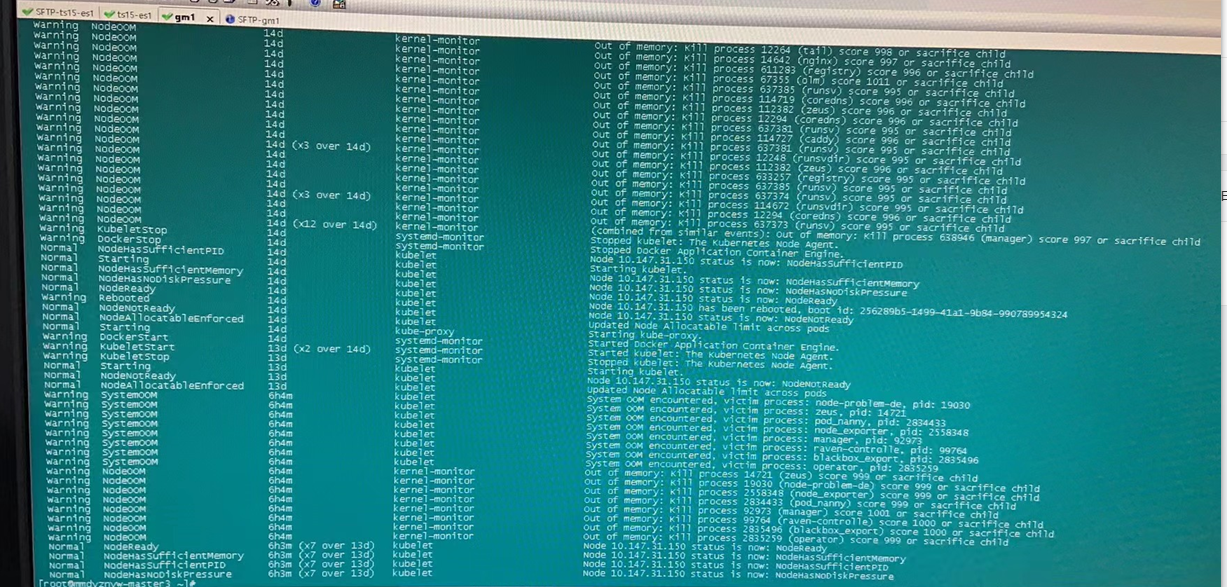 SFTP-ts15-es1 ts15-es1 gm1 x SFTP-gm1
Warning NodeOOM 14d kernel-monitor Out of memory: Kill process 12264 (tail) score 998 or sacrifice child
Warning NodeOOM 14d kernel-monitor Out of memory: Kill process 14642 (nginx) score 997 or sacrifice child
Warning NodeOOM 14d kernel-monitor Out of memory: Kill process 611283 (registry) score 996 or sacrifice child
Warning NodeOOM 14d kernel-monitor Out of memory: Kill process 67355 (olm) score 1011 or sacrifice child
Warning NodeOOM 14d kernel-monitor Out of memory: Kill process 637385 (runsv) score 995 or sacrifice child
Warning NodeOOM 14d kernel-monitor Out of memory: Kill process 114719 (coredns) score 996 or sacrifice child
Warning NodeOOM 14d kernel-monitor Out of memory: Kill process 112382 (zeus) score 996 or sacrifice child
Warning NodeOOM 14d kernel-monitor Out of memory: Kill process 12294 (coredns) score 996 or sacrifice child
Warning NodeOOM 14d kernel-monitor Out of memory: Kill process 637381 (runsv) score 995 or sacrifice child
Warning NodeOOM 14d kernel-monitor Out of memory: Kill process 114727 (caddy) score 996 or sacrifice child
Warning NodeOOM 14d kernel-monitor Out of memory: Kill process 637381 (runsv) score 995 or sacrifice child
Warning NodeOOM 14d (x3 over 14d) kernel-monitor Out of memory: Kill process 12248 (runsvdir) score 995 or sacrifice child
Warning NodeOOM 14d kernel-monitor Out of memory: Kill process 112382 (zeus) score 996 or sacrifice child
Warning NodeOOM 14d kernel-monitor Out of memory: Kill process 633257 (registry) score 995 or sacrifice child
Warning NodeOOM 14d kernel-monitor Out of memory: Kill process 637385 (runsv) score 995 or sacrifice child
Warning NodeOOM 14d kernel-monitor Out of memory: Kill process 637374 (runsv) score 995 or sacrifice child
Warning NodeOOM 14d (x3 over 14d) kernel-monitor Out of memory: Kill process 114672 (runsvdir) score 995 or sacrifice child
Warning NodeOOM 14d kernel-monitor Out of memory: Kill process 12294 (coredns) score 996 or sacrifice child
Warning NodeOOM 14d kernel-monitor Out of memory: Kill process 637373 (runsv) score 995 or sacrifice child
Warning NodeOOM 14d (x12 over 14d) kernel-monitor (combined from similar events): Out of memory: Kill process 638946 (manager) score 997 or sacrifice child
Warning KubeletStop 14d systemd-monitor Stopped kubelet: The Kubernetes Node Agent.
Warning DockerStop 14d systemd-monitor Stopped Docker Application Container Engine.
Normal NodeHasSufficientPID 14d kubelet Node 10.147.31.150 status is now: NodeHasSufficientPID
Normal Starting 14d kubelet Starting kubelet.
Normal NodeHasSufficientMemory 14d kubelet Node 10.147.31.150 status is now: NodeHasSufficientMemory
Normal NodeHasNoDiskPressure 14d kubelet Node 10.147.31.150 status is now: NodeHasNoDiskPressure
Normal NodeReady 14d kubelet Node 10.147.31.150 status is now: NodeReady
Warning Rebooted 14d kubelet Node 10.147.31.150 has been rebooted, boot id: 256289b5-1499-41a1-9b84-990789954324
Normal NodeNotReady 14d kubelet Node 10.147.31.150 status is now: NodeNotReady
Normal NodeAllocatableEnforced 14d kubelet Updated Node Allocatable limit across pods
Normal Starting 14d kube-proxy Starting kube-proxy.
Warning DockerStart 14d systemd-monitor Started Docker Application Container Engine.
Warning KubeletStart 13d (x2 over 14d) systemd-monitor Started kubelet: The Kubernetes Node Agent.
Warning KubeletStop 13d systemd-monitor Stopped kubelet: The Kubernetes Node Agent.
Normal Starting 13d kubelet Starting kubelet.
Normal NodeNotReady 13d kubelet Node 10.147.31.150 status is now: NodeNotReady
Normal NodeAllocatableEnforced 13d kubelet Updated Node Allocatable limit across pods
Warning SystemOOM 6h4m kubelet System OOM encountered, victim process: node-problem-de, pid: 19030
Warning SystemOOM 6h4m kubelet System OOM encountered, victim process: zeus, pid: 14721
Warning SystemOOM 6h4m kubelet System OOM encountered, victim process: pod_nanny, pid: 2834433
Warning SystemOOM 6h4m kubelet System OOM encountered, victim process: node_exporter, pid: 2558348
Warning SystemOOM 6h4m kubelet System OOM encountered, victim process: manager, pid: 92973
Warning SystemOOM 6h4m kubelet System OOM encountered, victim process: raven-controlle, pid: 99764
Warning SystemOOM 6h4m kubelet System OOM encountered, victim process: blackbox_export, pid: 2835496
Warning SystemOOM 6h4m kubelet System OOM encountered, victim process: operator, pid: 2835259
Warning NodeOOM 6h4m kernel-monitor Out of memory: Kill process 14721 (zeus) score 999 or sacrifice child
Warning NodeOOM 6h4m kernel-monitor Out of memory: Kill process 19030 (node-problem-de) score 999 or sacrifice child
Warning NodeOOM 6h4m kernel-monitor Out of memory: Kill process 2558348 (node_exporter) score 999 or sacrifice child
Warning NodeOOM 6h4m kernel-monitor Out of memory: Kill process 2834433 (pod_nanny) score 999 or sacrifice child
Warning NodeOOM 6h4m kernel-monitor Out of memory: Kill process 92973 (manager) score 1001 or sacrifice child
Warning NodeOOM 6h4m kernel-monitor Out of memory: Kill process 99764 (raven-controlle) score 1000 or sacrifice child
Warning NodeOOM 6h4m kernel-monitor Out of memory: Kill process 2835496 (blackbox_export) score 1000 or sacrifice child
Warning NodeOOM 6h4m kernel-monitor Out of memory: Kill process 2835259 (operator) score 999 or sacrifice child
Normal NodeReady 6h3m (x7 over 13d) kubelet Node 10.147.31.150 status is now: NodeReady
Normal NodeHasSufficientMemory 6h3m (x7 over 13d) kubelet Node 10.147.31.150 status is now: NodeHasSufficientMemory
Normal NodeHasSufficientPID 6h3m (x7 over 13d) kubelet Node 10.147.31.150 status is now: NodeHasSufficientPID
Normal NodeHasNoDiskPressure 6h3m (x7 over 13d) kubelet Node 10.147.31.150 status is now: NodeHasNoDiskPressure